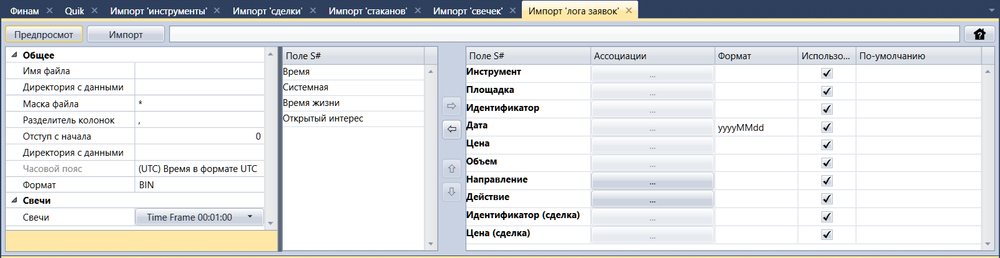 Финам Quik Импорт 'инструменты' Импорт 'сделки' Импорт 'стаканов' Импорт 'свечек' Импорт 'лога заявок'
Предпросмот Импорт
Общее
Имя файла
Директория с данными
Маска файла *
Разделитель колонок ,
Отступ с начала 0
Директория с данными
Часовой пояс (UTC) Время в формате UTC
Формат BIN
Свечи
Свечи Time Frame 00:01:00
Поле S#
Время
Системная
Время жизни
Открытый интерес
Поле S# Ассоциации Формат Использо... По-умолчанию
Инструмент ...
Площадка ...
Идентификатор ...
Дата ... yyyyMMdd
Цена ...
Объем ...
Направление ...
Действие ...
Идентификатор (сделка) ...
Цена (сделка) ...